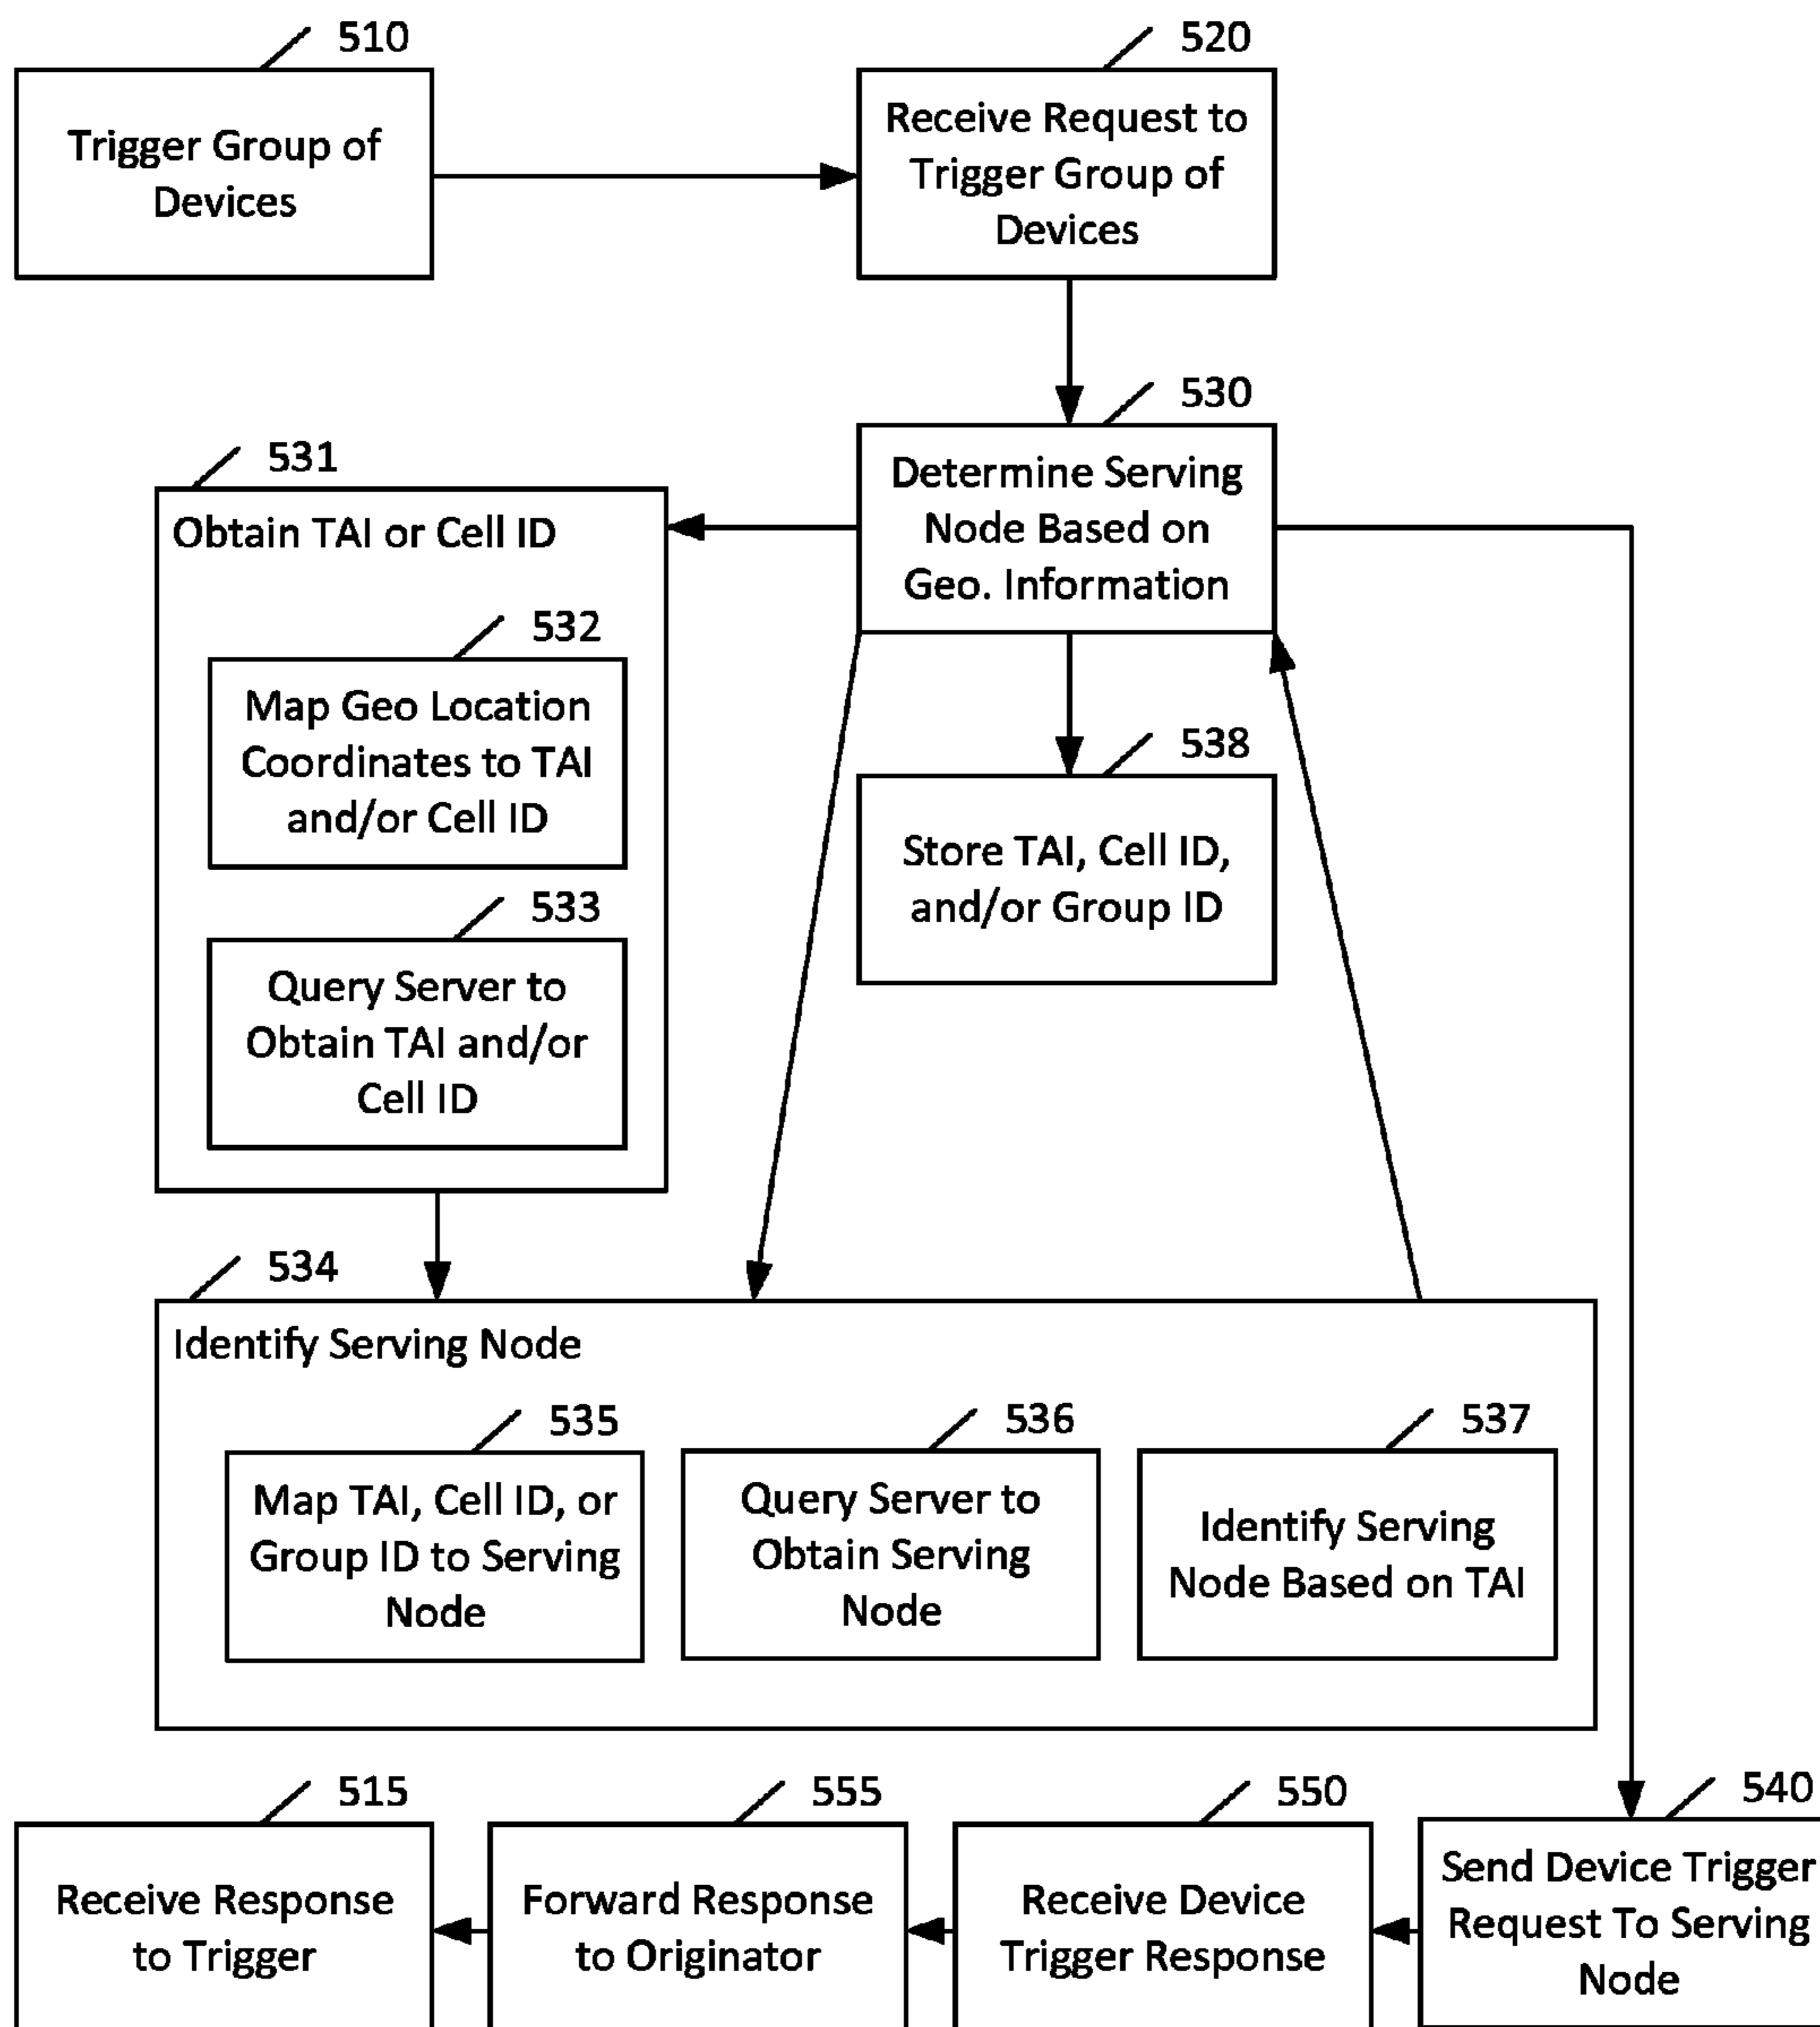 510
Trigger Group of
Devices
520
Receive Request to
Trigger Group of
Devices
530
Determine Serving
Node Based on
Geo. Information
531
Obtain TAI or Cell ID
532
Map Geo Location
Coordinates to TAI
and/or Cell ID
533
Query Server to
Obtain TAI and/or
Cell ID
538
Store TAI, Cell ID,
and/or Group ID
534
Identify Serving Node
535
Map TAI, Cell ID, or
Group ID to Serving
Node
536
Query Server to
Obtain Serving
Node
537
Identify Serving
Node Based on TAI
515
Receive Response
to Trigger
555
Forward Response
to Originator
550
Receive Device
Trigger Response
540
Send Device Trigger
Request To Serving
Node